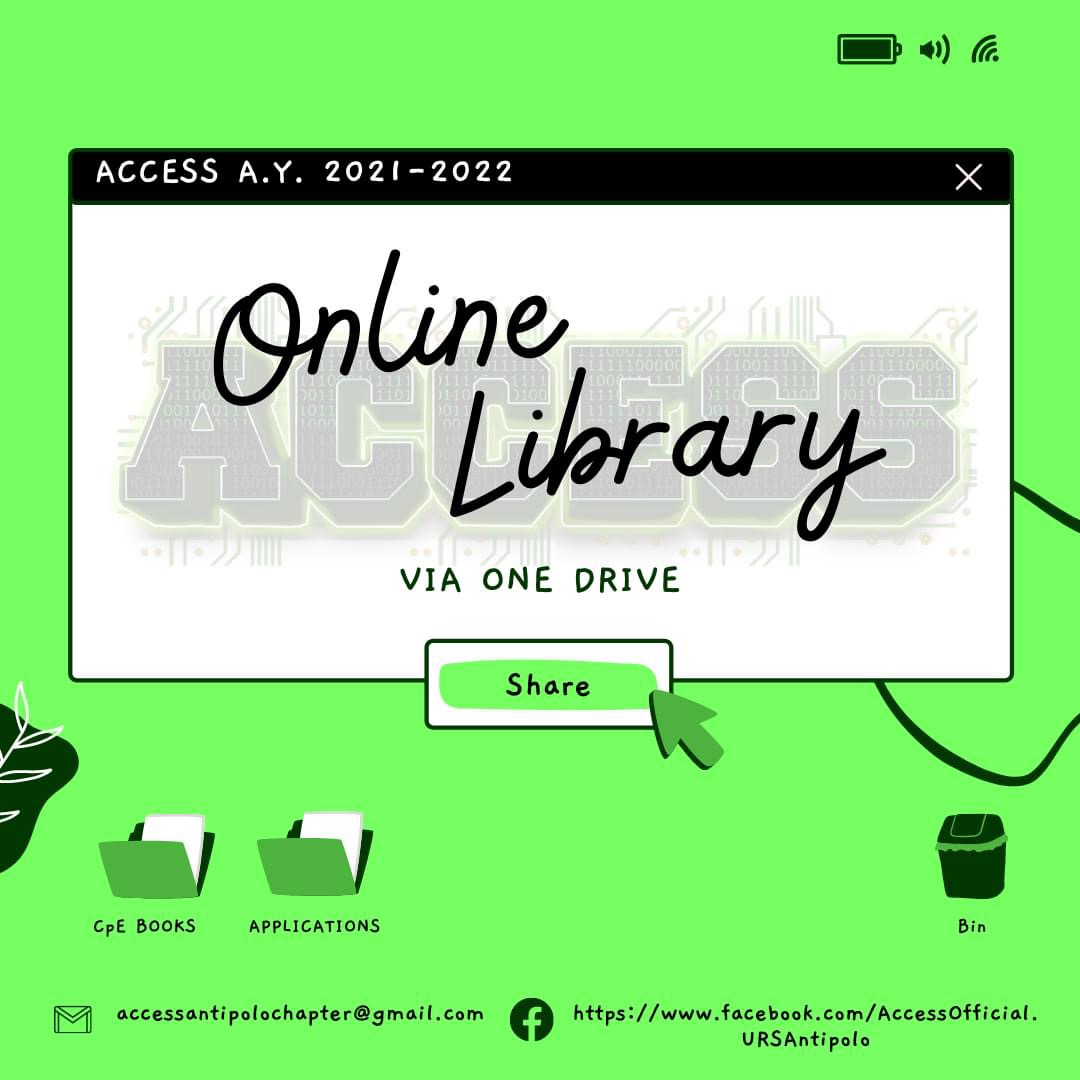 ACCESS A.Y. 2021-2022
Online
Library
ACCESS
VIA ONE DRIVE
Share
CpE BOOKS
APPLICATIONS
Bin
accessantipolochapter@gmail.com
https://www.facebook.com/AccessOfficial.
URSAntipolo